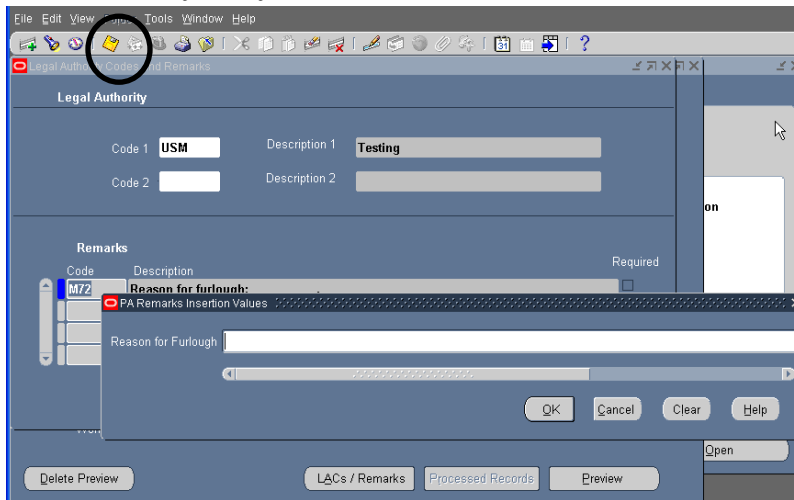 File Edit View Tools Window Help
Legal Authority Codes and Remarks
Legal Authority
Code 1 USM Description 1 Testing
Code 2 Description 2
on
Remarks
Required
Code Description
M72 Reason for furlough:
PA Remarks Insertion Values
Reason for Furlough
OK Cancel Clear Help
Open
Delete Preview LACs / Remarks Processed Records Preview